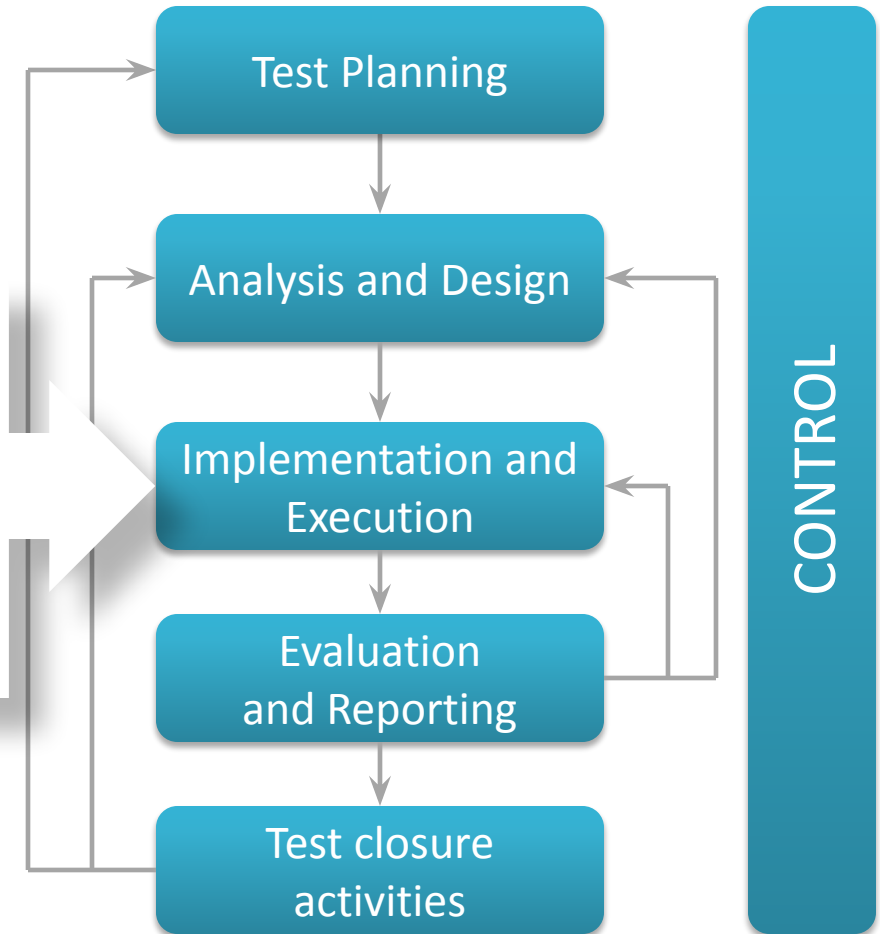 Test Planning
Analysis and Design
Implementation and
Execution
Evaluation
and Reporting
Test closure
activities
CONTROL